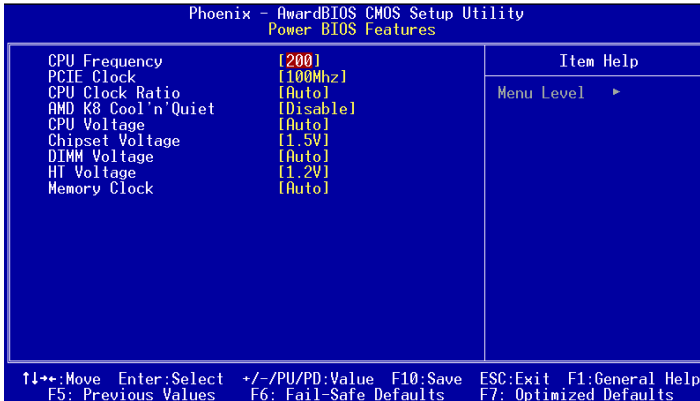 Phoenix - AwardBIOS CMOS Setup Utility
Power BIOS Features
CPU Frequency [200]
PCIE Clock [100Mhz]
CPU Clock Ratio [Auto]
AMD K8 Cool'n'Quiet [Disable]
CPU Voltage [Auto]
Chipset Voltage [1.5V]
DIMM Voltage [Auto]
HT Voltage [1.2V]
Memory Clock [Auto]
Item Help
Menu Level ►
↑↓→←:Move Enter:Select +/-/PU/PD:Value F10:Save ESC:Exit F1:General Help
F5: Previous Values F6: Fail-Safe Defaults F7: Optimized Defaults